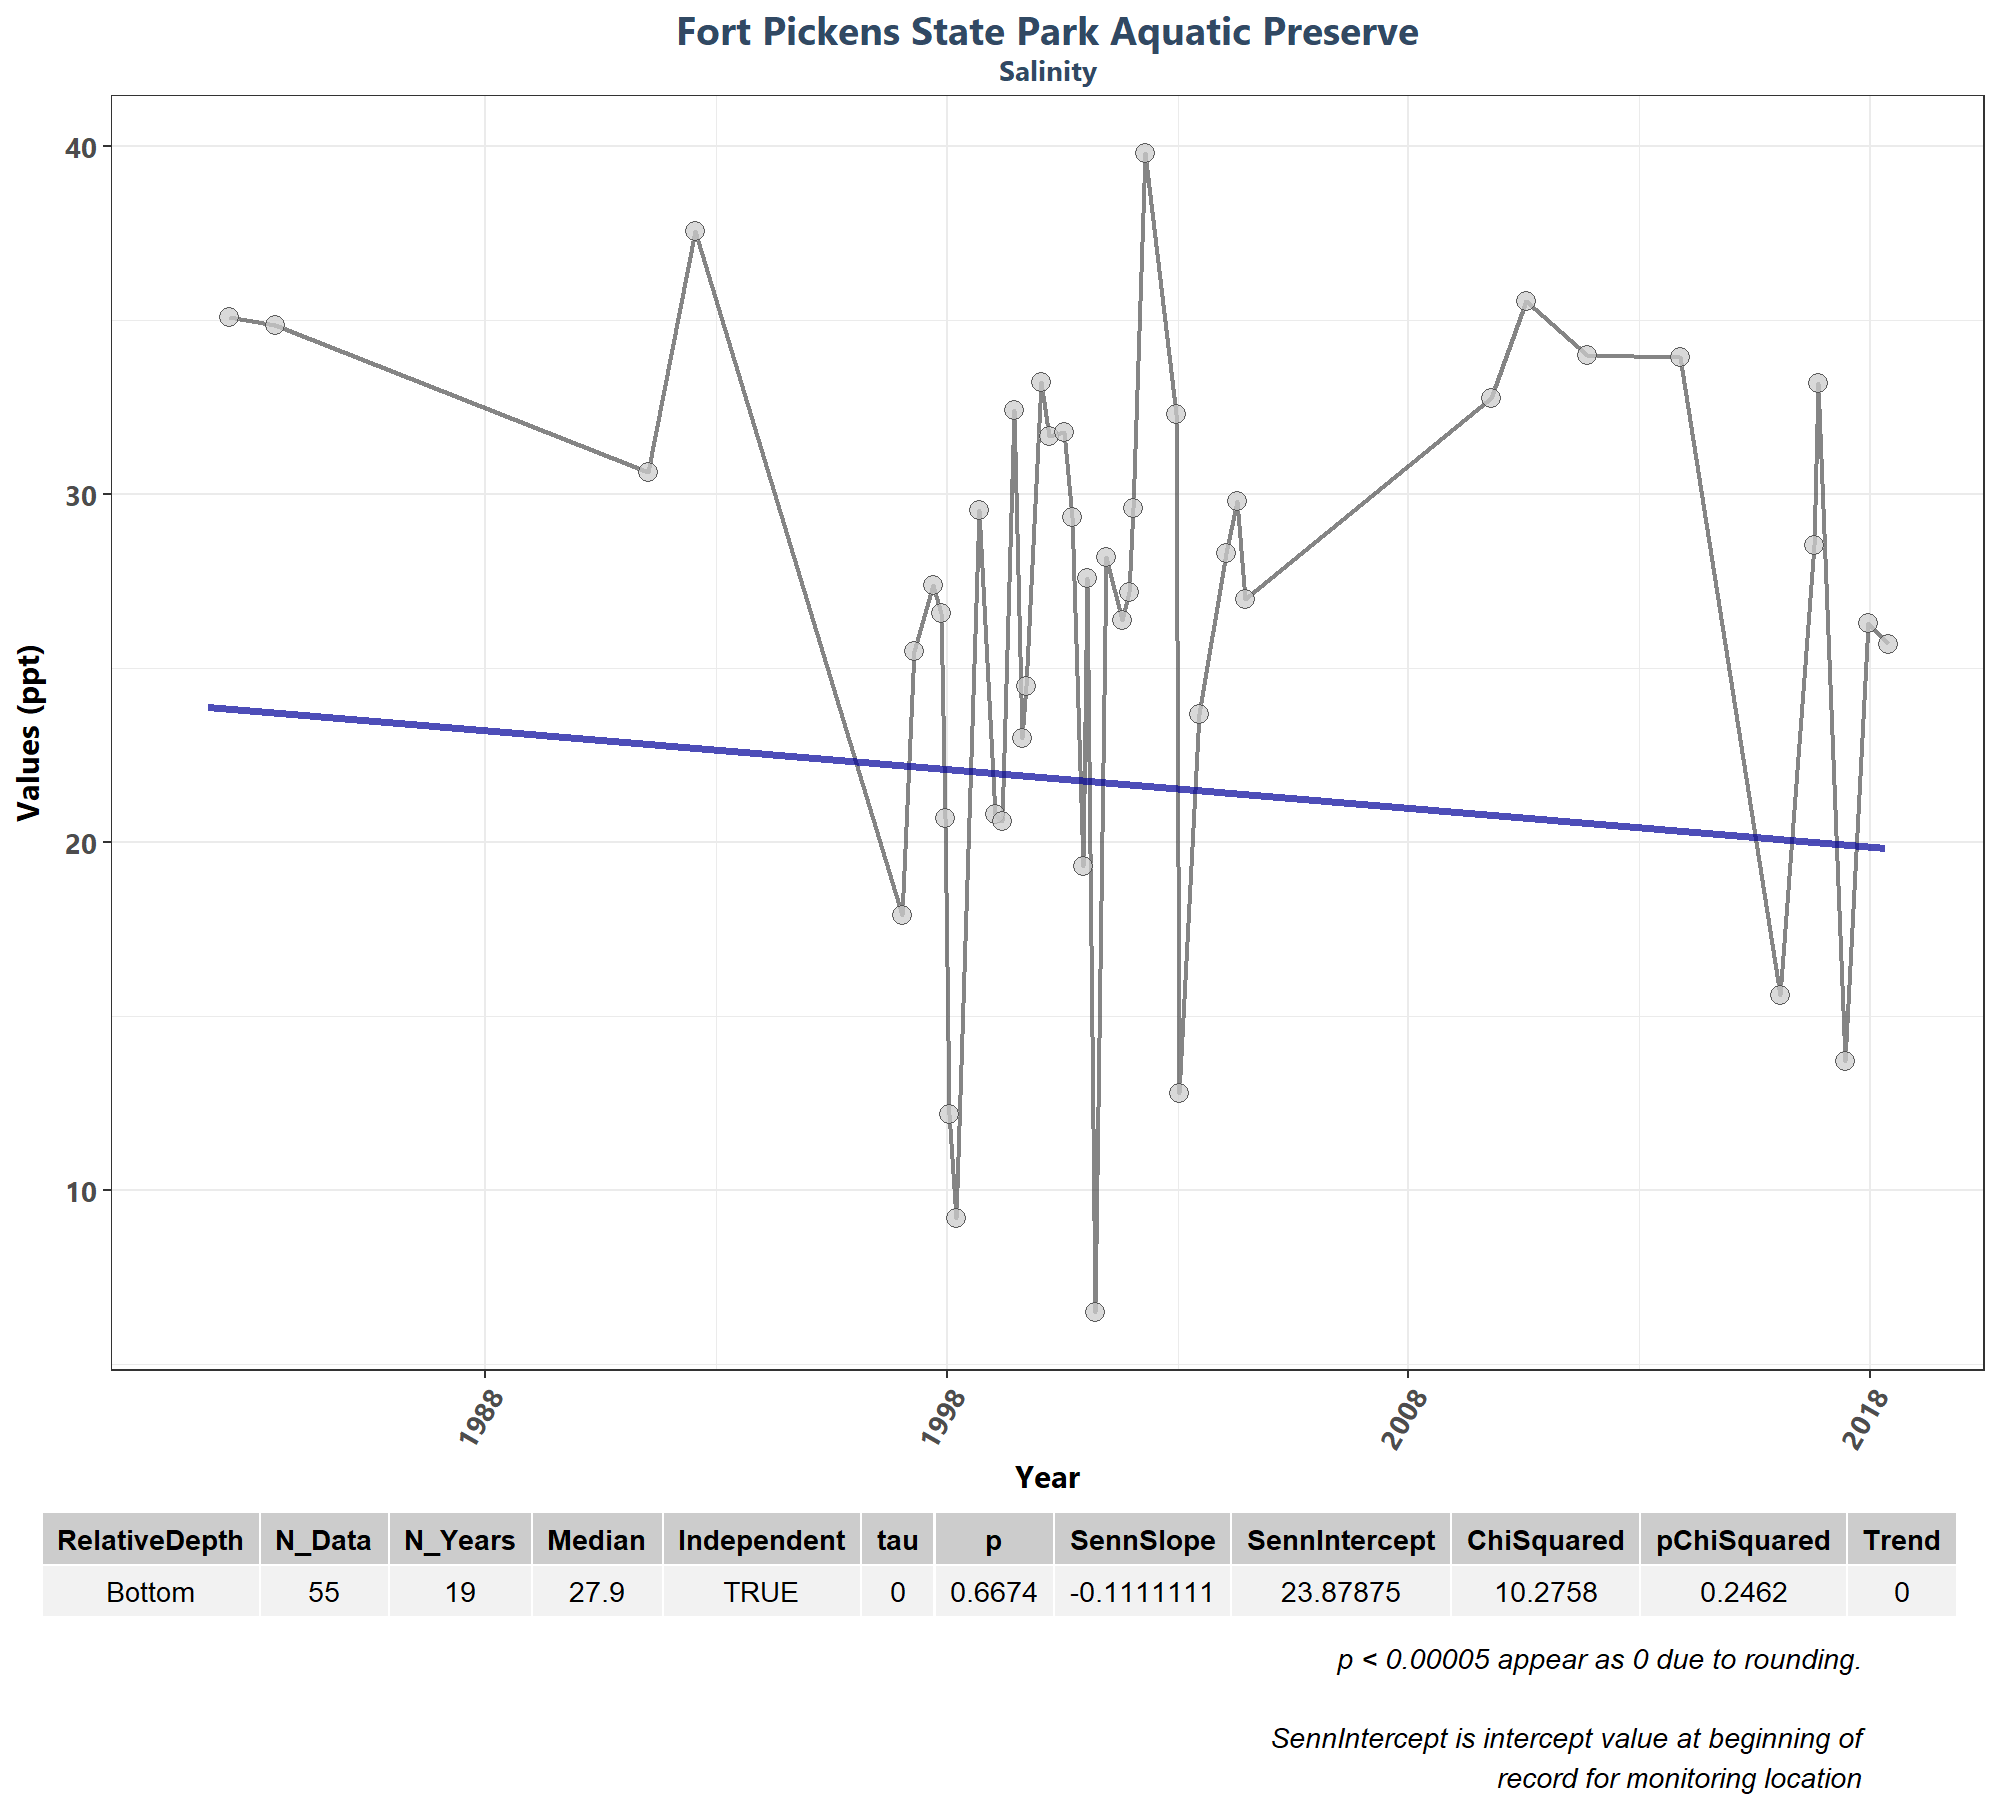 Fort Pickens State Park Aquatic Preserve
Salinity
Values (ppt)
40
30
20
10
1988
1998
2008
2018
Year
RelativeDepth N_Data N_Years Median Independent tau p SennSlope SennIntercept ChiSquared pChiSquared Trend
Bottom 55 19 27.9 TRUE 0 0.6674 -0.1111111 23.87875 10.2758 0.2462 0
p < 0.00005 appear as 0 due to rounding.
SennIntercept is intercept value at beginning of
record for monitoring location